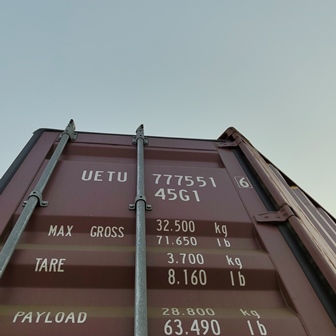 UETU 777551 6
45G1
MAX GROSS 32.500 kg
71.650 lb
TARE 3.700 kg
8.160 lb
PAYLOAD 28.800 kg
63.490 lb